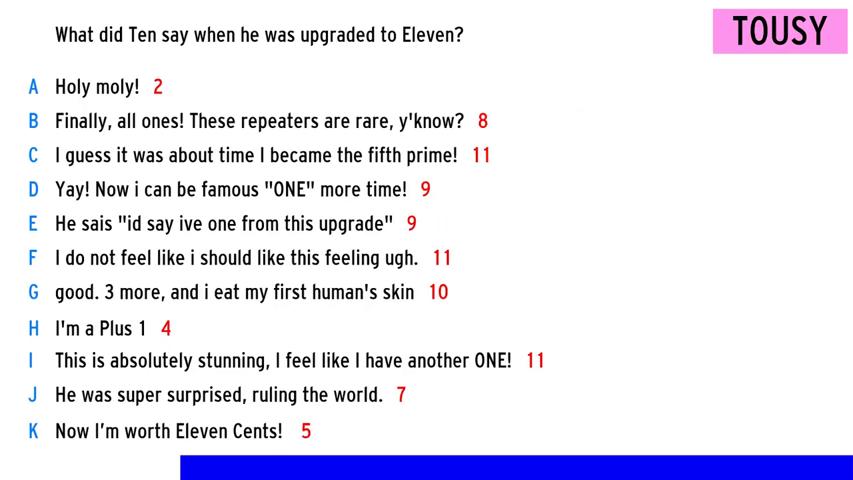 What did Ten say when he was upgraded to Eleven?
TOUSY
A Holy moly! 2
B Finally, all ones! These repeaters are rare, y'know? 8
C I guess it was about time I became the fifth prime! 11
D Yay! Now i can be famous "ONE" more time! 9
E He sais "id say ive one from this upgrade" 9
F I do not feel like i should like this feeling ugh. 11
G good. 3 more, and i eat my first human's skin 10
H I'm a Plus 1 4
I This is absolutely stunning, I feel like I have another ONE! 11
J He was super surprised, ruling the world. 7
K Now I'm worth Eleven Cents! 5